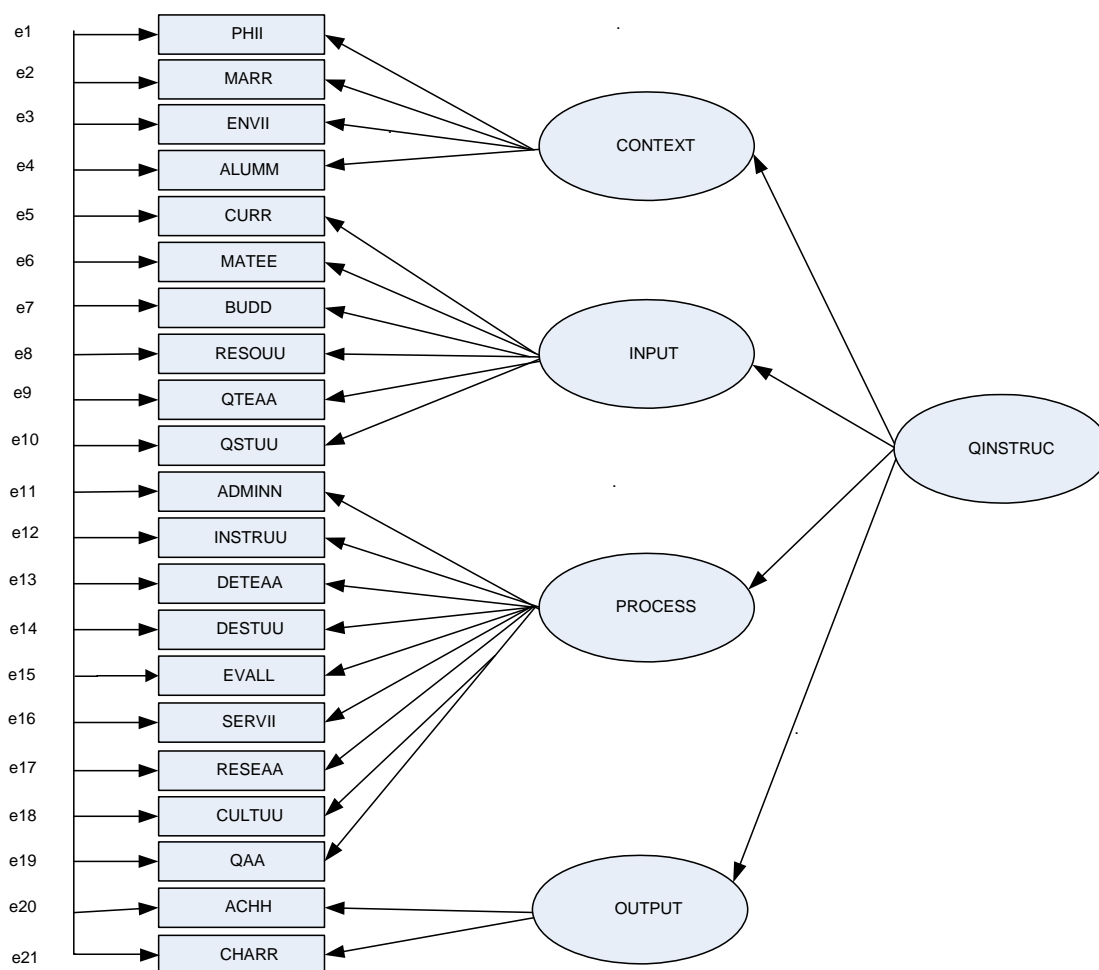 e1
PHII
e2
MARR
e3
ENVII
e4
ALUMM
e5
CURR
e6
MATEE
e7
BUDD
e8
RESOUU
e9
QTEAA
e10
QSTUU
e11
ADMINN
e12
INSTRUU
e13
DETEAA
e14
DESTUU
e15
EVALL
e16
SERVII
e17
RESEAA
e18
CULTUU
e19
QAA
e20
ACHH
e21
CHARR
CONTEXT
INPUT
PROCESS
OUTPUT
QINSTRUC